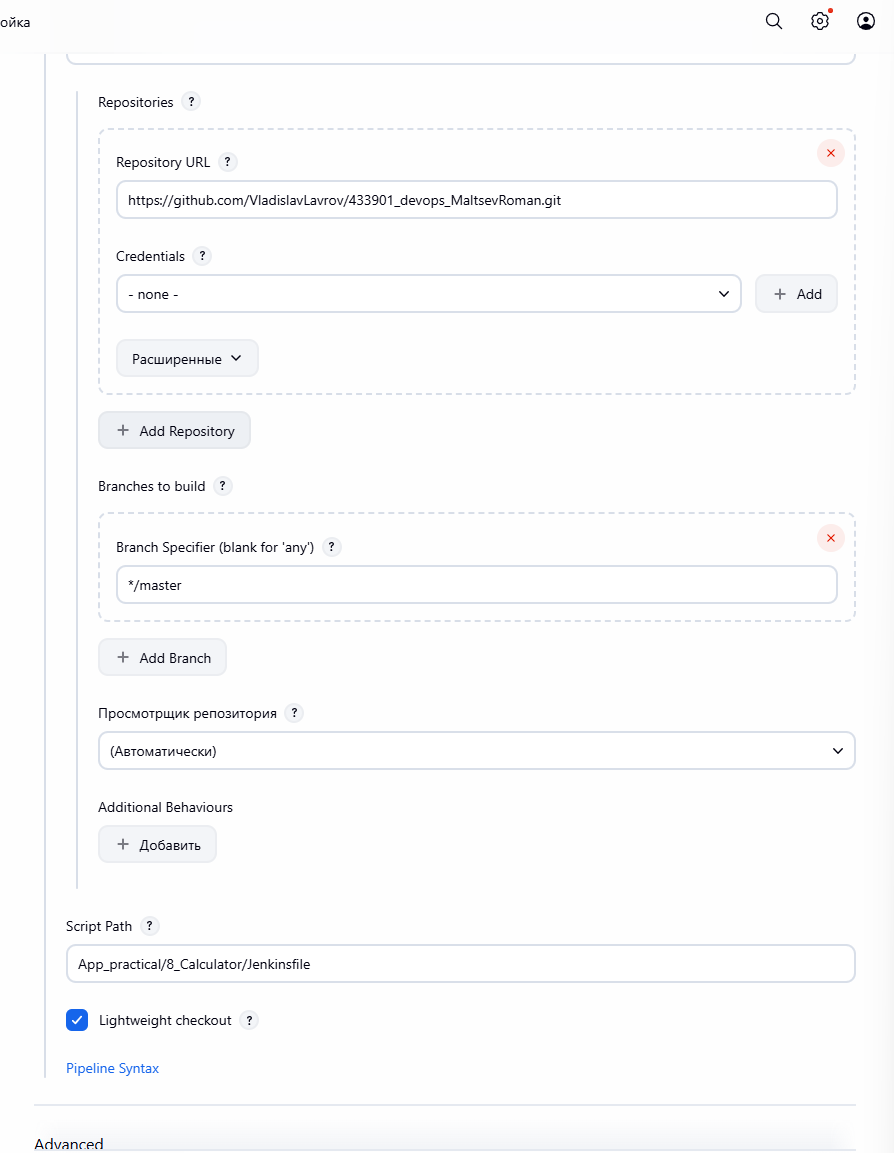 ойка
Repositories ?
Repository URL ?
https://github.com/VladislavLavrov/433901_devops_MaltsevRoman.git
Credentials ?
- none -
+ Add
Расширенные
+ Add Repository
Branches to build ?
Branch Specifier (blank for 'any') ?
*/master
+ Add Branch
Просмотрщик репозитория ?
(Автоматически)
Additional Behaviours
+ Добавить
Script Path ?
App_practical/8_Calculator/Jenkinsfile
Lightweight checkout ?
Pipeline Syntax
Advanced